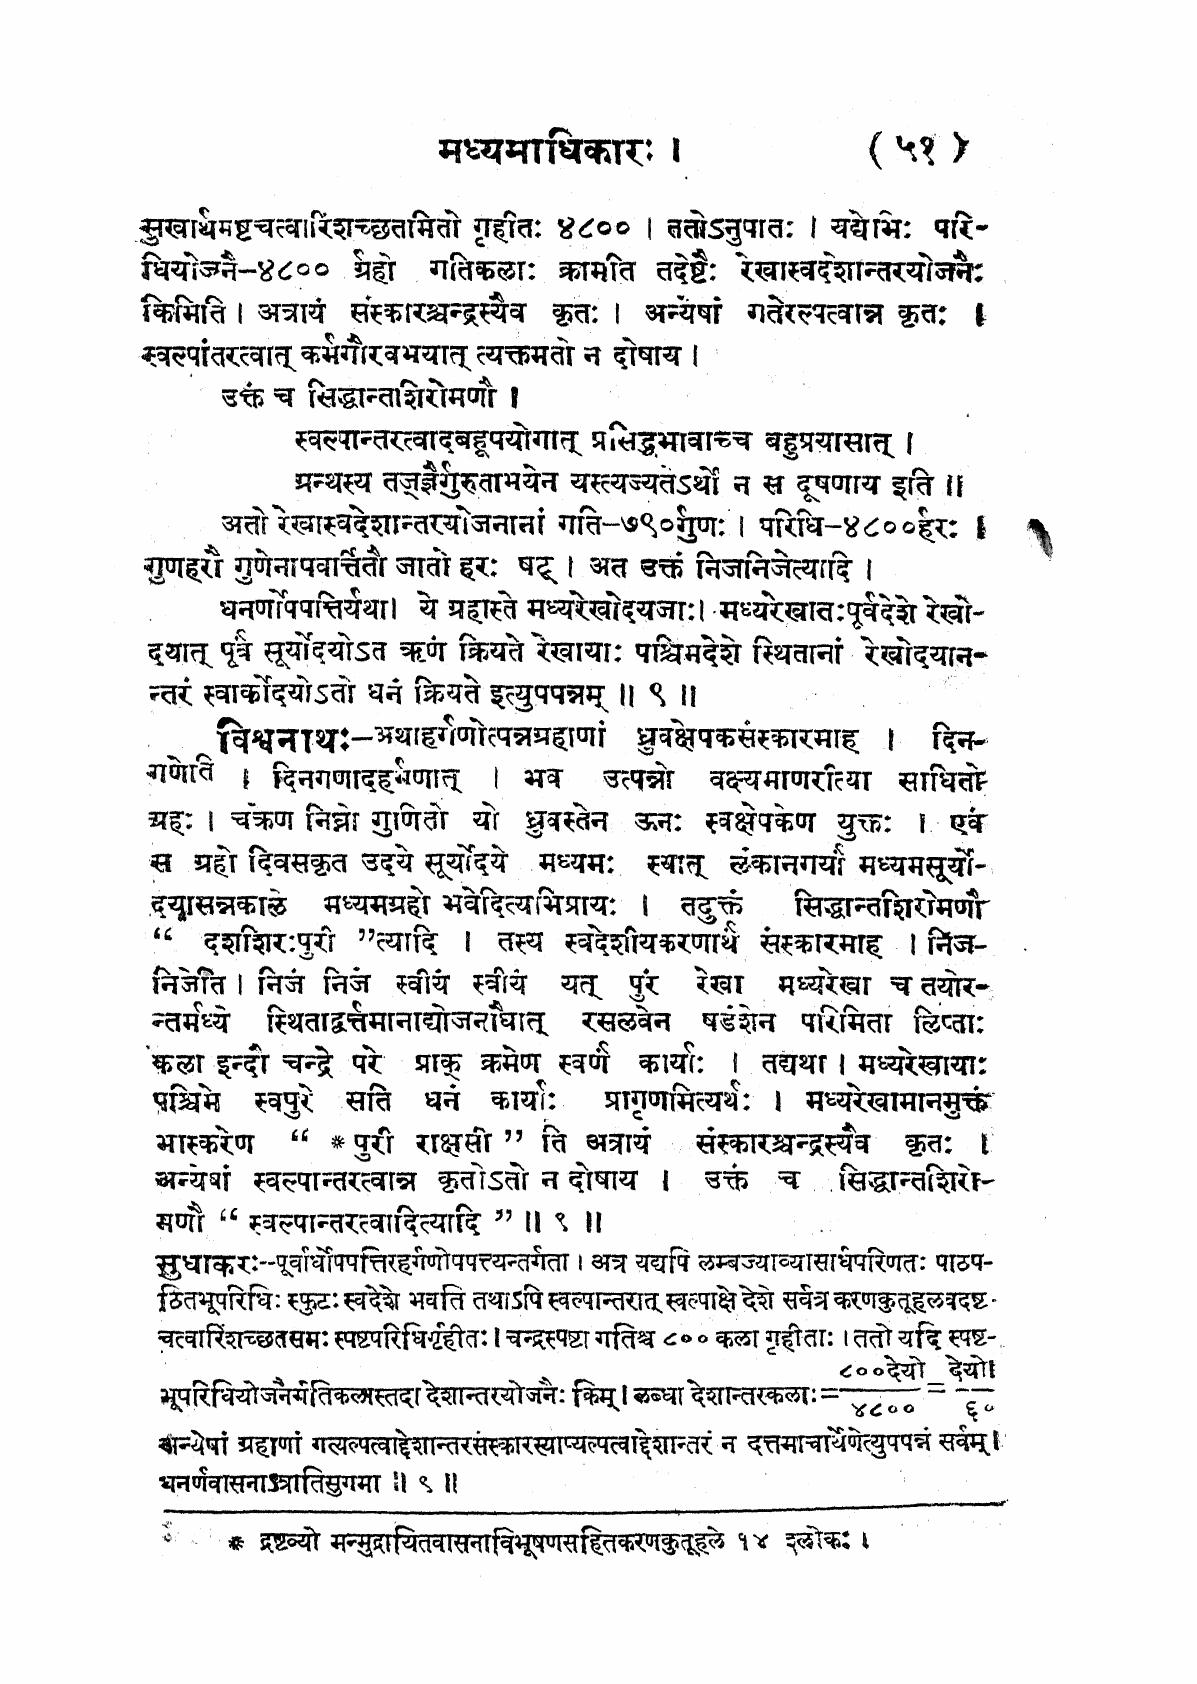 मध्यमाधिकारः । ( ५१ )
सुखार्थमष्टचत्वारिंशच्छतमितो गृहीतः ४८०० । ततोऽनुपातः । यद्येभिः परि-
धियोजनै-४८०० र्ग्रहो गतिकलाः क्रामति तदेष्टैः रेखास्वदेशान्तरयोजनैः
किमिति । अत्रायं संस्कारश्चन्द्रस्यैव कृतः । अन्येषां गतेरल्पत्वान्न कृतः ।
स्वल्पांतरत्वात् कर्मगौरवभयात् त्यक्तमतो न दोषाय ।
उक्तं च सिद्धान्तशिरोमणौ ।
स्वल्पान्तरत्वादबहूपयोगात् प्रसिद्धभावाच्च बहुप्रयासात् ।
ग्रन्थस्य तज्ज्ञैर्गुरुताभयेन यस्त्यज्यतेऽर्थो न स दूषणाय इति ॥
अतो रेखास्वदेशान्तरयोजनानां गति-७९०र्गुणः । परिधि-४८००र्हरः ।
गुणहरौ गुणेनापवर्त्तितौ जातो हरः षट् । अत उक्तं निजनिजेत्यादि ।
धनर्णोपपत्तिर्यथा। ये ग्रहास्ते मध्यरेखोदयजाः। मध्यरेखातःपूर्वदेशे रेखो-
दयात् पूर्वं सूर्योदयोऽत ऋणं क्रियते रेखायाः पश्चिमदेशे स्थितानां रेखोदयान-
न्तरं स्वार्कोदयोऽतो धनं क्रियते इत्युपपन्नम् ॥ ९ ॥
विश्वनाथः-अथाहर्गणोत्पन्नग्रहाणां ध्रुवक्षेपकसंस्कारमाह । दिन-
गणेति । दिनगणादहर्गणात् । भव उत्पन्नो वक्ष्यमाणरीत्या साधितो
ग्रहः । चक्रेण निघ्नो गुणितो यो ध्रुवस्तेन ऊनः स्वक्षेपकेण युक्तः । एवं
स ग्रहो दिवसकृत उदये सूर्योदये मध्यमः स्यात् लंकानगर्यां मध्यमसूर्यो-
दयासन्नकाले मध्यमग्रहो भवेदित्यभिप्रायः । तदुक्तं सिद्धान्तशिरोमणौ
“ दशशिरःपुरी ”त्यादि । तस्य स्वदेशीयकरणार्थं संस्कारमाह । निज-
निजेति । निजं निजं स्वीयं स्वीयं यत् पुरं रेखा मध्यरेखा च तयोर-
न्तर्मध्ये स्थिताद्वर्त्तमानाद्योजनौघात् रसलवेन षडंशेन परिमिता लिप्ताः
कला इन्दौ चन्द्रे परे प्राक् क्रमेण स्वर्णं कार्याः । तद्यथा । मध्यरेखायाः
पश्चिमे स्वपुरे सति धनं कार्याः प्रागृणमित्यर्थः । मध्यरेखामानमुक्तं
भास्करेण “ *पुरी राक्षसी ” ति अत्रायं संस्कारश्चन्द्रस्यैव कृतः ।
अन्येषां स्वल्पान्तरत्वान्न कृतोऽतो न दोषाय । उक्तं च सिद्धान्तशिरो-
मणौ “ स्वल्पान्तरत्वादित्यादि ” ॥ ९ ॥
सुधाकरः--पूर्वार्धोपपत्तिरहर्गणोपपत्त्यन्तर्गता । अत्र यद्यपि लम्बज्याव्यासार्धपरिणतः पाठप-
ठितभूपरिधिः स्फुटः स्वदेशे भवति तथाऽपि स्वल्पान्तरात् स्वल्पाक्षे देशे सर्वत्र करणकुतूहलवदष्ट-
चत्वारिंशच्छतसमः स्पष्टपरिधिर्गृहीतः । चन्द्रस्पष्टा गतिश्च ८०० कला गृहीताः । ततो यदि स्पष्ट-
भूपरिधियोजनैर्गतिकलास्तदा देशान्तरयोजनैः किम् । लब्धा देशान्तरकलाः = ८००देयो / ४८०० = देयो / ६० ।
अन्येषां ग्रहाणां गत्यल्पत्वाद्देशान्तरसंस्कारस्याप्यल्पत्वाद्देशान्तरं न दत्तमाचार्येणेत्युपपन्नं सर्वम् ।
धनर्णवासनाऽत्रातिसुगमा ॥ ९ ॥
* द्रष्टव्यो मन्मुद्रायितवासनाविभूषणसहितकरणकुतूहले १४ श्लोकः ।